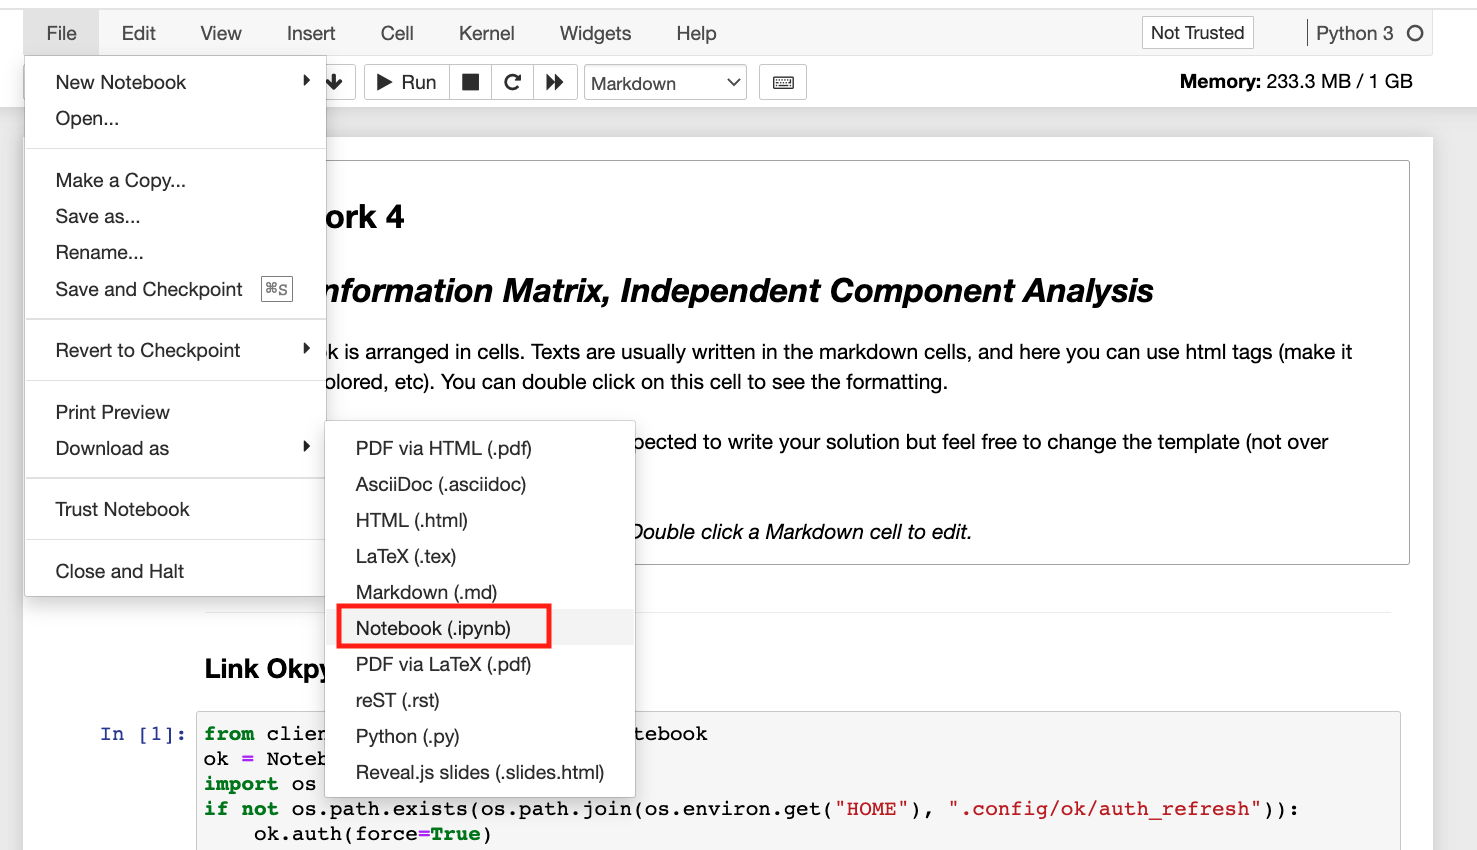 File Edit View Insert Cell Kernel Widgets Help Not Trusted Python 3
New Notebook
Run Markdown Memory: 233.3 MB / 1 GB
Open...
Make a Copy...
Save as...
Rename...
Save and Checkpoint ⌘S
Revert to Checkpoint
Print Preview
Download as
Trust Notebook
Close and Halt
ork 4
nformation Matrix, Independent Component Analysis
k is arranged in cells. Texts are usually written in the markdown cells, and here you can use html tags (make it
olored, etc). You can double click on this cell to see the formatting.
pected to write your solution but feel free to change the template (not over
Double click a Markdown cell to edit.
PDF via HTML (.pdf)
AsciiDoc (.asciidoc)
HTML (.html)
LaTeX (.tex)
Markdown (.md)
Notebook (.ipynb)
PDF via LaTeX (.pdf)
reST (.rst)
Python (.py)
Reveal.js slides (.slides.html)
Link Okpy
In [1]: from clien tebook
ok = Noteb
import os
if not os.path.exists(os.path.join(os.environ.get("HOME"), ".config/ok/auth_refresh")):
ok.auth(force=True)